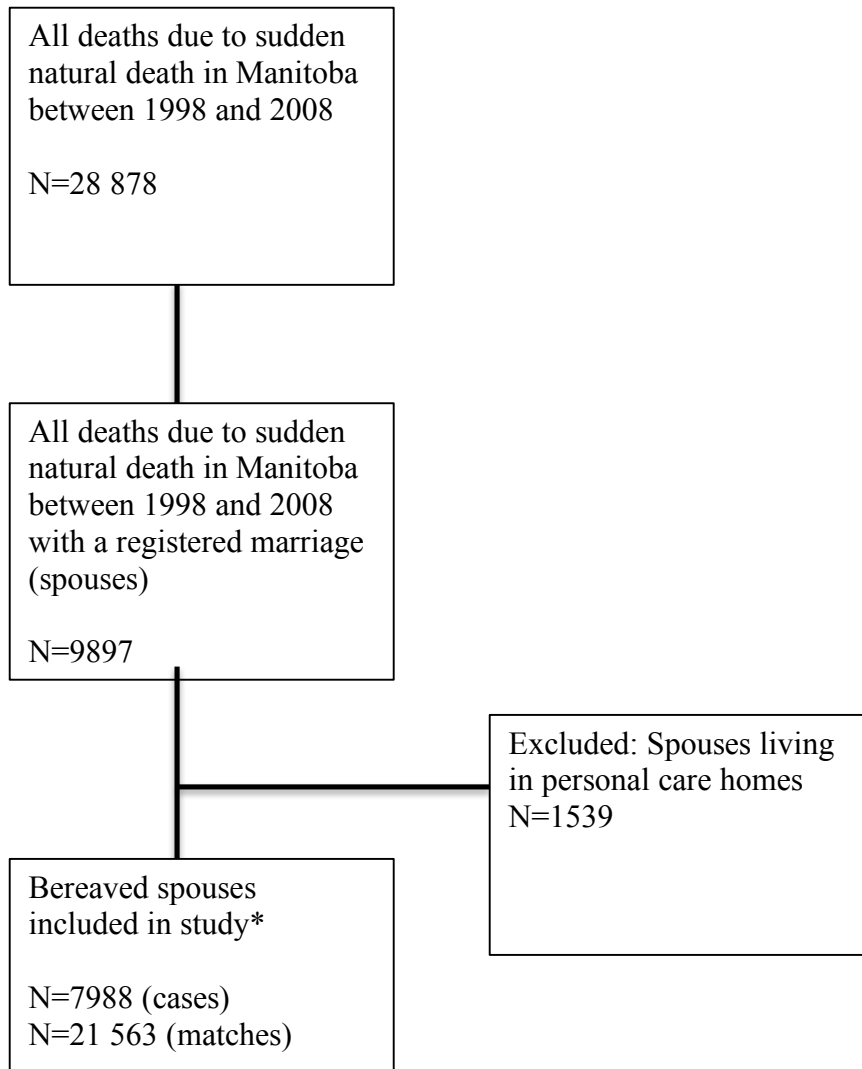 All deaths due to sudden
natural death in Manitoba
between 1998 and 2008
N=28 878
All deaths due to sudden
natural death in Manitoba
between 1998 and 2008
with a registered marriage
(spouses)
N=9897
Excluded: Spouses living
in personal care homes
N=1539
Bereaved spouses
included in study*
N=7988 (cases)
N=21 563 (matches)